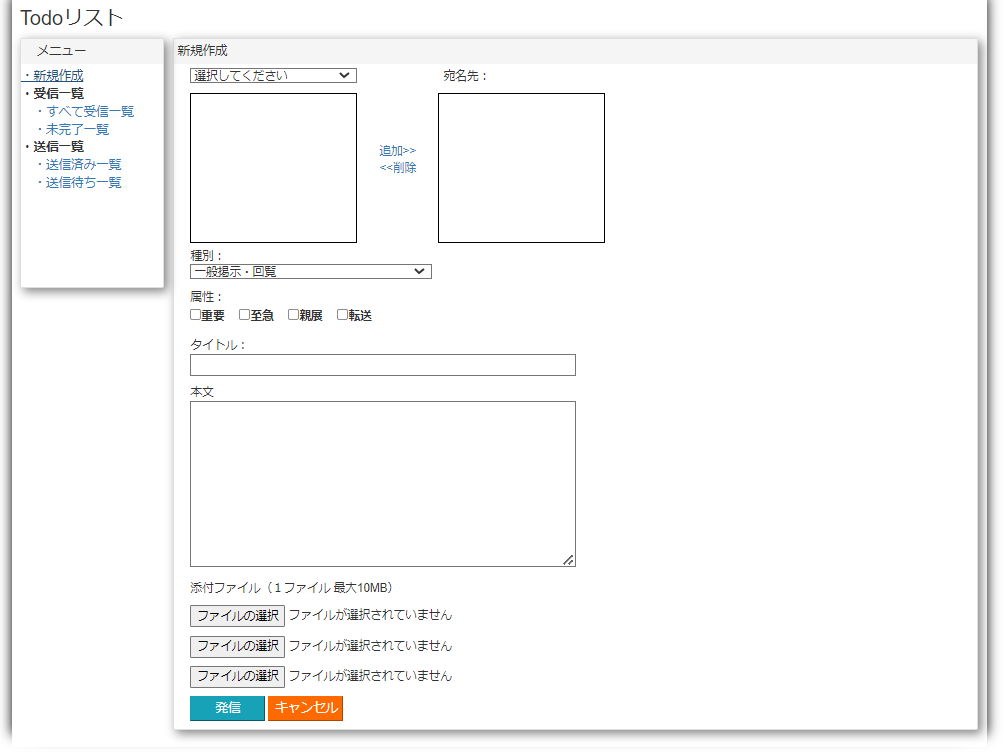 Todoリスト
メニュー
・新規作成
・受信一覧
・すべて受信一覧
・未完了一覧
・送信一覧
・送信済み一覧
・送信待ち一覧
新規作成
選択してください
宛名先：
追加>>
<<削除
種別：
一般掲示・回覧
属性：
重要 至急 親展 転送
タイトル：
本文
添付ファイル（１ファイル 最大10MB）
ファイルの選択 ファイルが選択されていません
ファイルの選択 ファイルが選択されていません
ファイルの選択 ファイルが選択されていません
発信 キャンセル